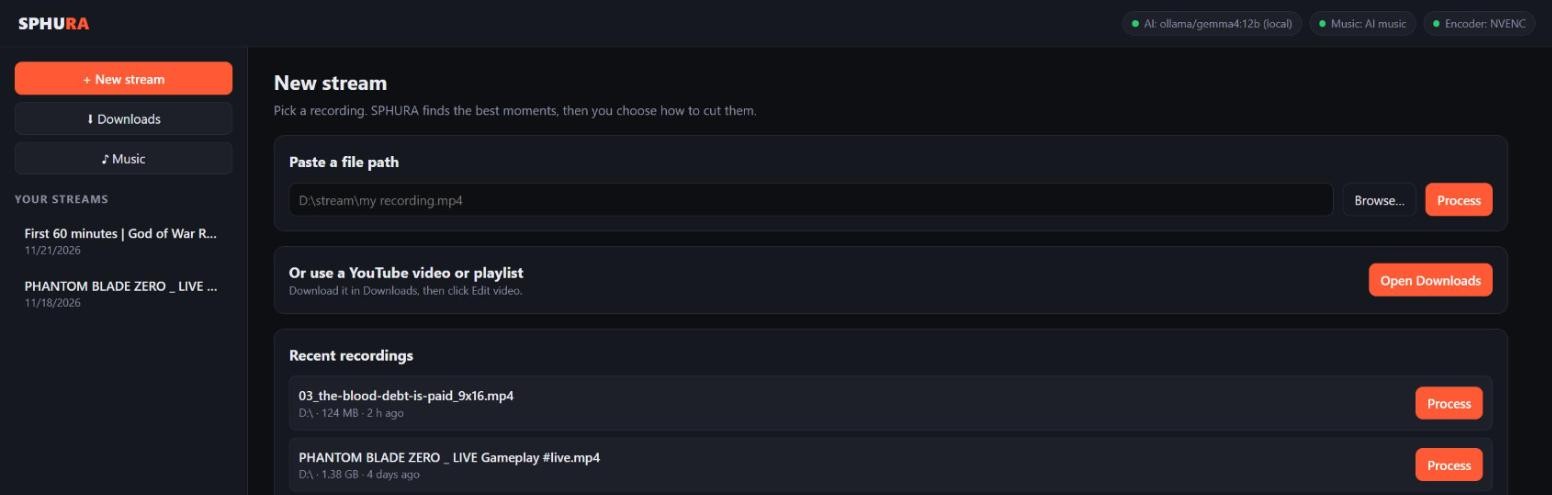 SPHURA
AI: ollama/gemma4:12b (local)
Music: AI music
Encoder: NVENC
+ New stream
⬇ Downloads
♪ Music
YOUR STREAMS
First 60 minutes | God of War R...
11/21/2026
PHANTOM BLADE ZERO _ LIVE ...
11/18/2026
New stream
Pick a recording. SPHURA finds the best moments, then you choose how to cut them.
Paste a file path
D:\stream\my recording.mp4
Browse...
Process
Or use a YouTube video or playlist
Download it in Downloads, then click Edit video.
Open Downloads
Recent recordings
03_the-blood-debt-is-paid_9x16.mp4
D:\ · 124 MB · 2 h ago
Process
PHANTOM BLADE ZERO _ LIVE Gameplay #live.mp4
D:\ · 1.38 GB · 4 days ago
Process